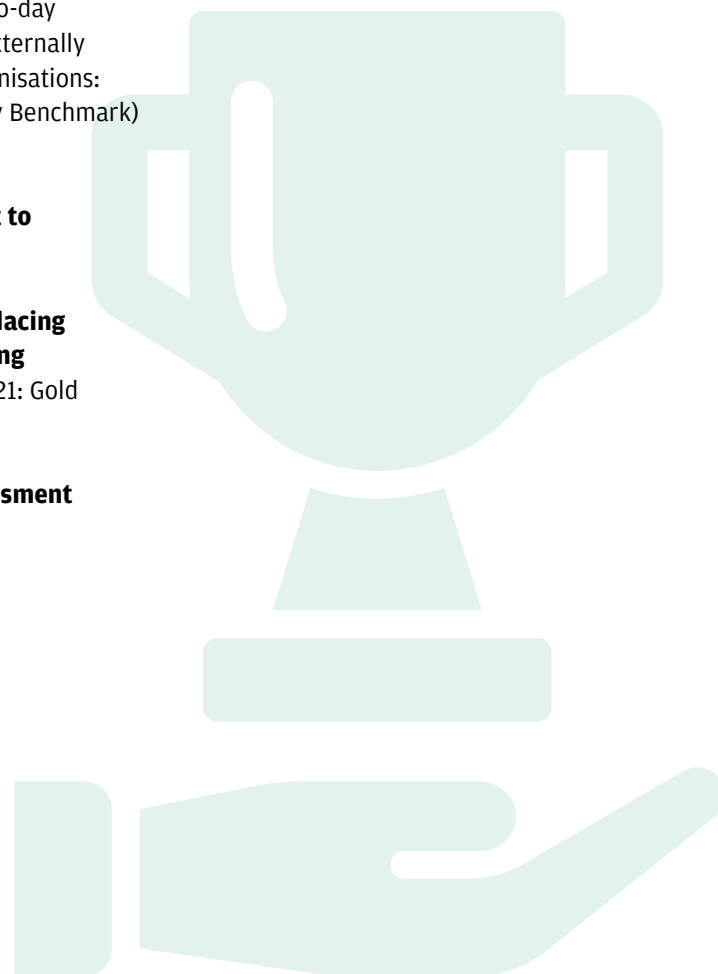 o-day
xternally
nisations:
y Benchmark)
t to
lacing
ng
21: Gold
sment